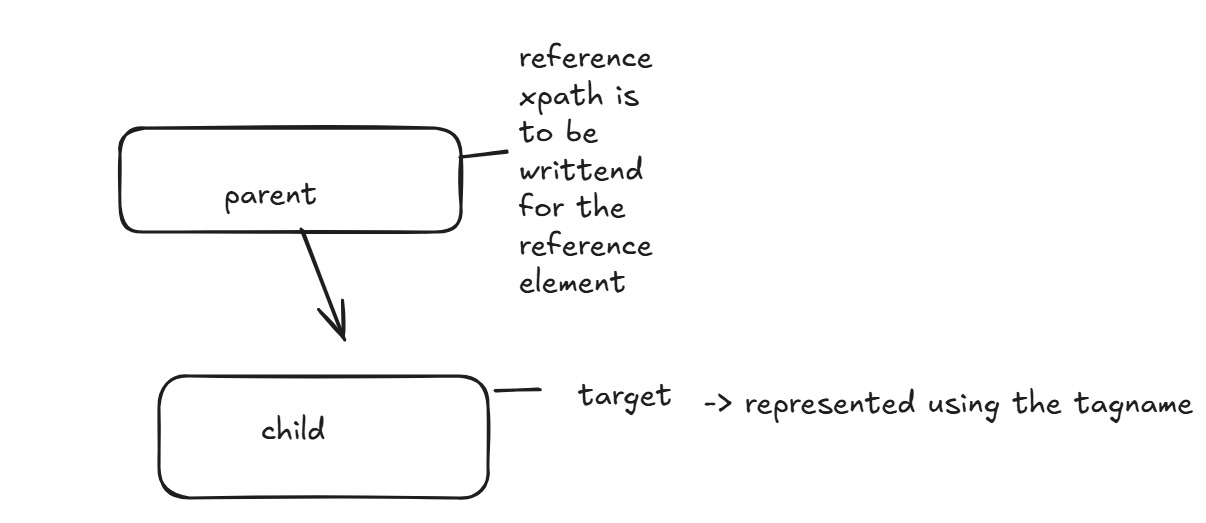 reference
xpath is
to be
writtend
for the
reference
element
parent
child
target -> represented using the tagname